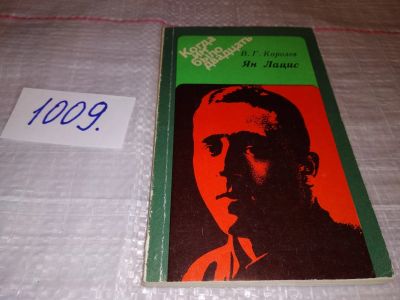 1009.
Когда
им
было
двадцать
В. Г. Королев
Ян Лацис